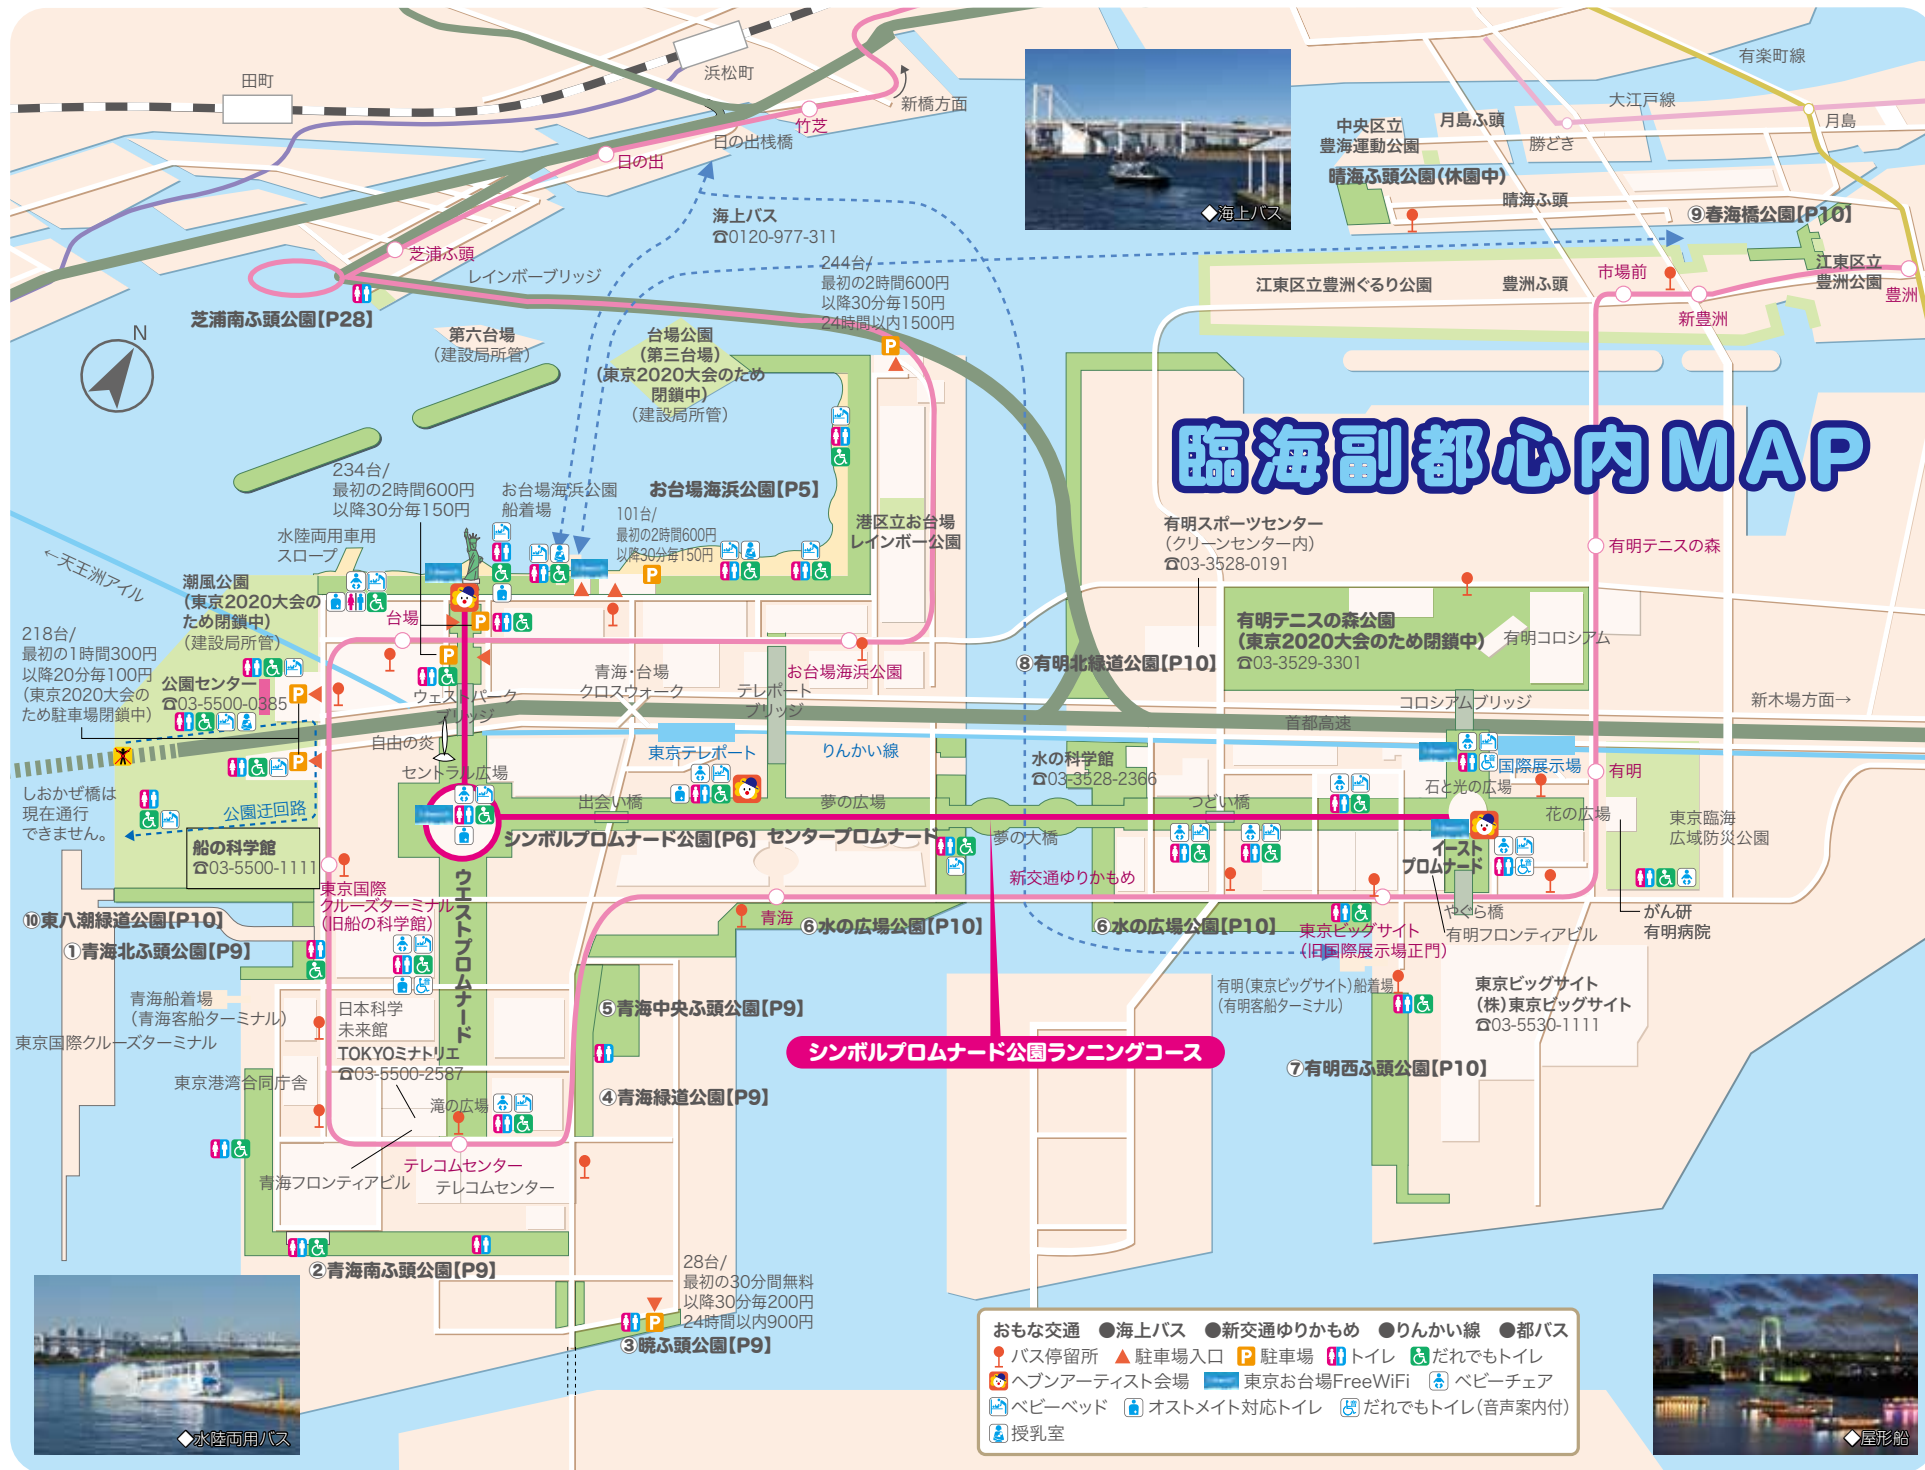 臨海副都心内MAP
田町
浜松町
新橋方面
竹芝
日の出桟橋
日の出
芝浦ふ頭
レインボーブリッジ
芝浦南ふ頭公園【P28】
N
海上バス
☎0120-977-311
◆海上バス
244台/
最初の2時間600円
以降30分毎150円
24時間以内1500円
有楽町線
大江戸線
月島
月島ふ頭
勝どき
中央区立
豊海運動公園
晴海ふ頭公園（休園中）
晴海ふ頭
⑨春海橋公園【P10】
江東区立
豊洲公園
豊洲
市場前
新豊洲
江東区立豊洲ぐるり公園
豊洲ふ頭
第六台場
（建設局所管）
台場公園
（第三台場）
（東京2020大会のため
閉鎖中）
（建設局所管）
234台/
最初の2時間600円
以降30分毎150円
お台場海浜公園
船着場
お台場海浜公園【P5】
101台/
最初の2時間600円
以降30分毎150円
港区立お台場
レインボー公園
水陸両用車用
スロープ
←天王洲アイル
潮風公園
（東京2020大会の
ため閉鎖中）
（建設局所管）
218台/
最初の1時間300円
以降20分毎100円
（東京2020大会の
ため駐車場閉鎖中）
公園センター
☎03-5500-0385
台場
お台場海浜公園
青海・台場
クロスウォーク
テレポート
ブリッジ
ウェストパーク
ブリッジ
自由の炎
セントラル広場
東京テレポート
りんかい線
出会い橋
夢の広場
シンボルプロムナード公園【P6】
センタープロムナード
夢の大橋
有明スポーツセンター
（クリーンセンター内）
☎03-3528-0191
有明テニスの森
有明テニスの森公園
（東京2020大会のため閉鎖中）
☎03-3529-3301
有明コロシアム
⑧有明北緑道公園【P10】
コロシアムブリッジ
新木場方面→
首都高速
水の科学館
☎03-3528-2366
国際展示場
有明
石と光の広場
つどい橋
花の広場
東京臨海
広域防災公園
イースト
プロムナード
やぐら橋
がん研
有明病院
有明フロンティアビル
新交通ゆりかもめ
東京ビッグサイト
（旧国際展示場正門）
⑥水の広場公園【P10】
⑥水の広場公園【P10】
青海
有明（東京ビッグサイト）船着場
（有明客船ターミナル）
東京ビッグサイト
（株）東京ビッグサイト
☎03-5530-1111
⑦有明西ふ頭公園【P10】
シンボルプロムナード公園ランニングコース
しおかぜ橋は
現在通行
できません。
公園迂回路
船の科学館
☎03-5500-1111
東京国際
クルーズターミナル
（旧船の科学館）
⑩東八潮緑道公園【P10】
①青海北ふ頭公園【P9】
青海船着場
（青海客船ターミナル）
東京国際クルーズターミナル
日本科学
未来館
TOKYOミナトリエ
☎03-5500-2587
東京港湾合同庁舎
滝の広場
ウエストプロムナード
⑤青海中央ふ頭公園【P9】
④青海緑道公園【P9】
テレコムセンター
テレコムセンター
青海フロンティアビル
②青海南ふ頭公園【P9】
28台/
最初の30分間無料
以降30分毎200円
24時間以内900円
③暁ふ頭公園【P9】
◆水陸両用バス
◆屋形船
おもな交通 ●海上バス ●新交通ゆりかもめ ●りんかい線 ●都バス
バス停留所 駐車場入口 P 駐車場 トイレ だれでもトイレ
ヘブンアーティスト会場 東京お台場FreeWiFi ベビーチェア
ベビーベッド オストメイト対応トイレ だれでもトイレ（音声案内付）
授乳室